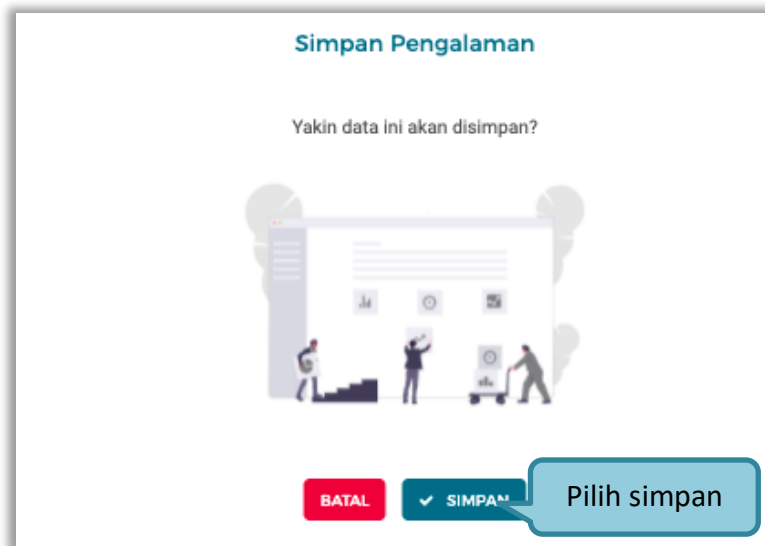 Simpan Pengalaman
Yakin data ini akan disimpan?
BATAL
SIMPAN
Pilih simpan